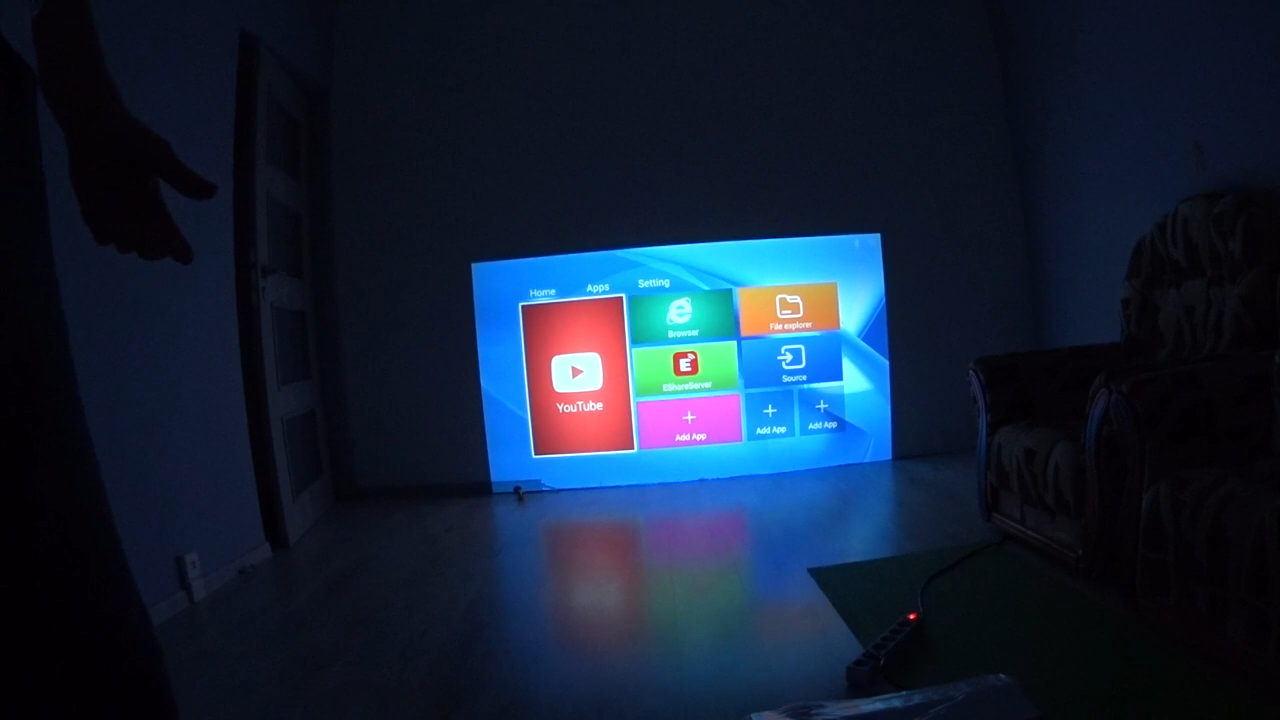 Home Apps Setting
YouTube
Browser
File explorer
E
EShareServer
Source
Add App
Add App
Add App